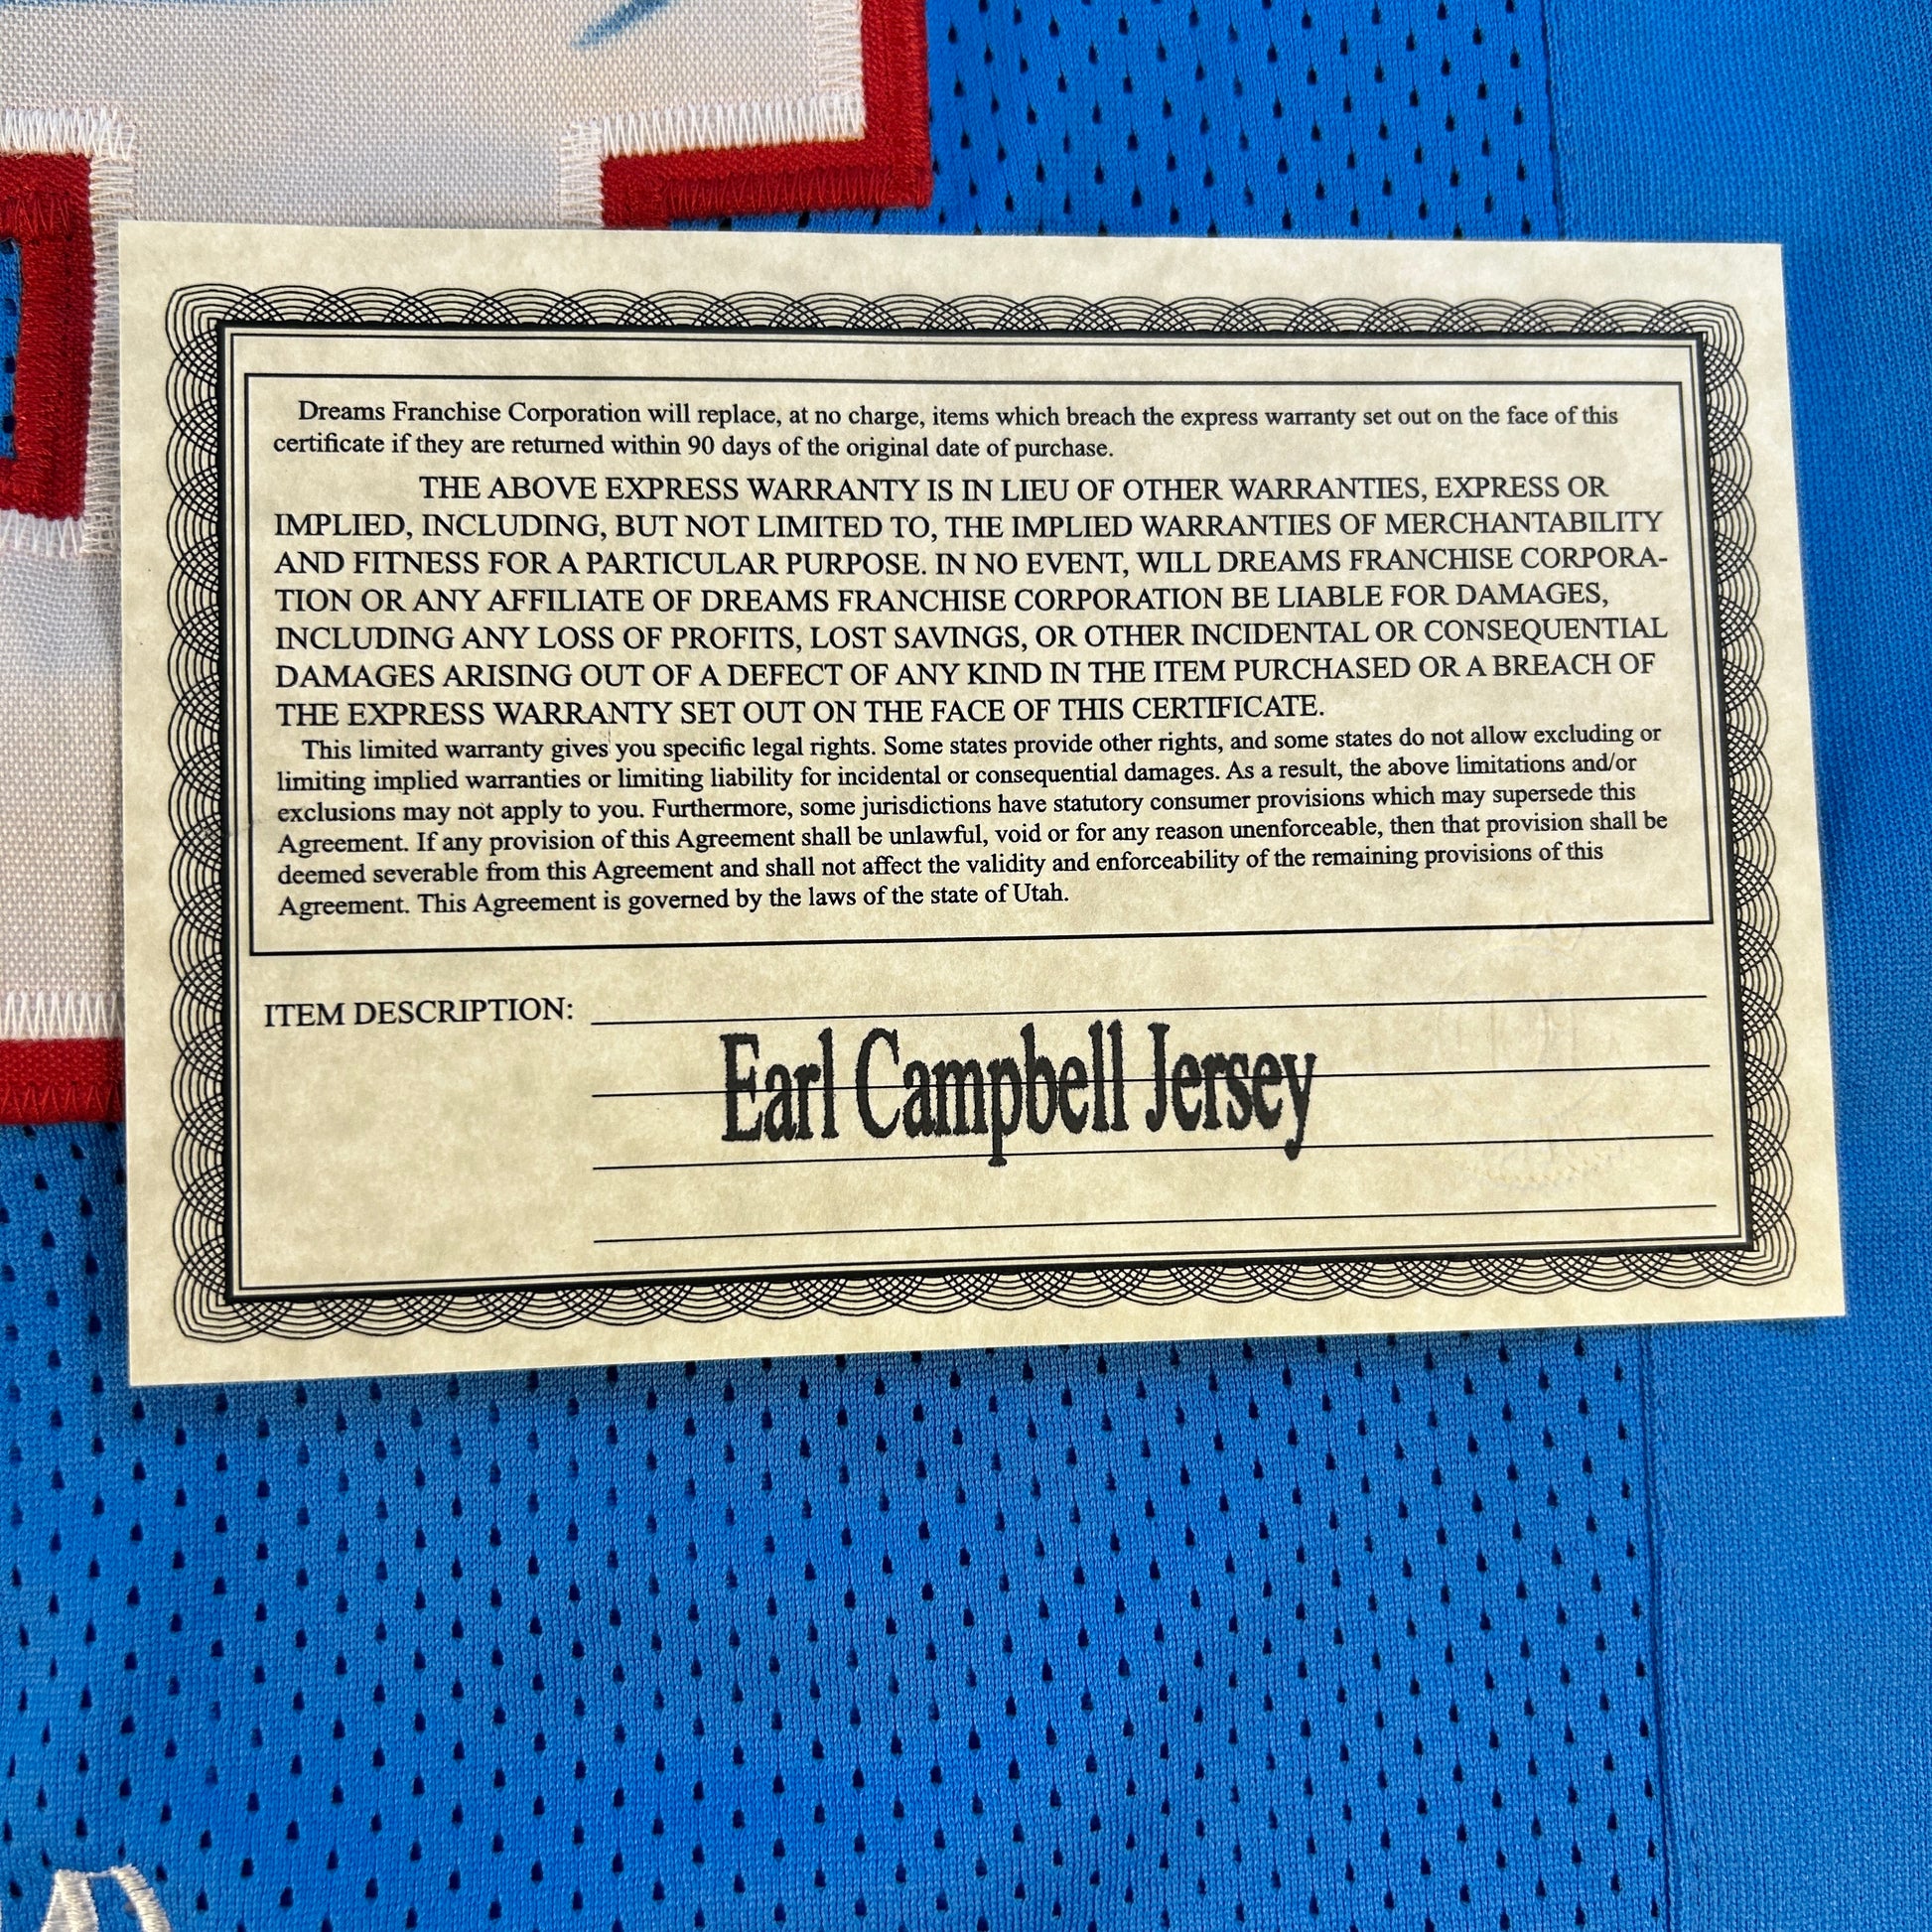 Dreams Franchise Corporation will replace, at no charge, items which breach the express warranty set out on the face of this
certificate if they are returned within 90 days of the original date of purchase.
THE ABOVE EXPRESS WARRANTY IS IN LIEU OF OTHER WARRANTIES, EXPRESS OR
IMPLIED, INCLUDING, BUT NOT LIMITED TO, THE IMPLIED WARRANTIES OF MERCHANTABILITY
AND FITNESS FOR A PARTICULAR PURPOSE. IN NO EVENT, WILL DREAMS FRANCHISE CORPORA-
TION OR ANY AFFILIATE OF DREAMS FRANCHISE CORPORATION BE LIABLE FOR DAMAGES,
INCLUDING ANY LOSS OF PROFITS, LOST SAVINGS, OR OTHER INCIDENTAL OR CONSEQUENTIAL
DAMAGES ARISING OUT OF A DEFECT OF ANY KIND IN THE ITEM PURCHASED OR A BREACH OF
THE EXPRESS WARRANTY SET OUT ON THE FACE OF THIS CERTIFICATE.
This limited warranty gives you specific legal rights. Some states provide other rights, and some states do not allow excluding or
limiting implied warranties or limiting liability for incidental or consequential damages. As a result, the above limitations and/or
exclusions may not apply to you. Furthermore, some jurisdictions have statutory consumer provisions which may supersede this
Agreement. If any provision of this Agreement shall be unlawful, void or for any reason unenforceable, then that provision shall be
deemed severable from this Agreement and shall not affect the validity and enforceability of the remaining provisions of this
Agreement. This Agreement is governed by the laws of the state of Utah.
ITEM DESCRIPTION:
Earl Campbell Jersey